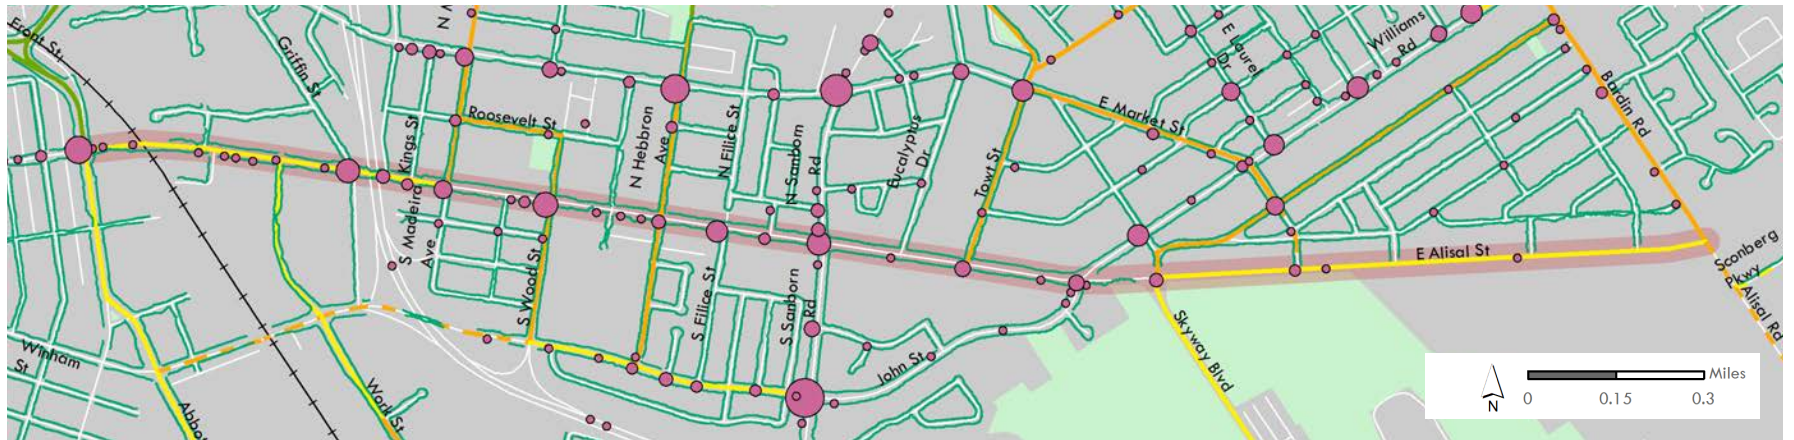 Front St
Griffin St
N M
Kings St
Roosevelt St
N Hebron
Ave
N Filice St
N Sanborn
Rd
Eucalyptus
Dr
Towt St
E Market St
E Laurel
Dr
Williams
Rd
Bardin Rd
S Madeira
Ave
S Wood St
S Filice St
S Sanborn
Rd
John St
Skyway Blvd
E Alisal St
Sconberg
Pkwy
Alisal Rd
Winham
St
Work St
Abbo
Miles
N
0
0.15
0.3